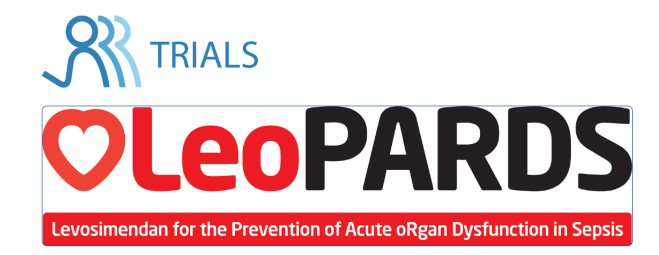 TRIALS
LeoPARDS
Levosimendan for the Prevention of Acute oRgan Dysfunction in Sepsis